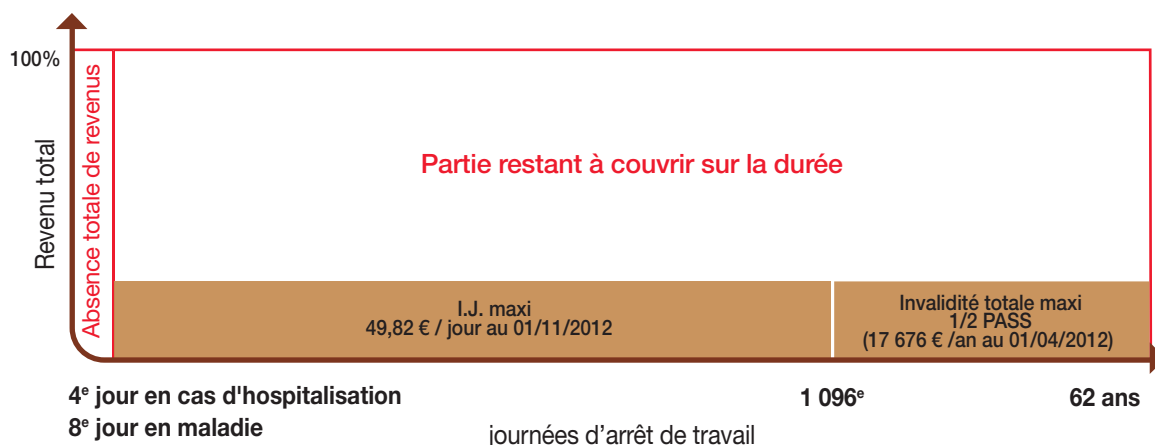 100%
Revenu total
Absence totale de revenus
Partie restant à couvrir sur la durée
I.J. maxi
49,82 € / jour au 01/11/2012
Invalidité totale maxi
1/2 PASS
(17 676 € /an au 01/04/2012)
4e jour en cas d'hospitalisation
8e jour en maladie
1 096e
62 ans
journées d’arrêt de travail